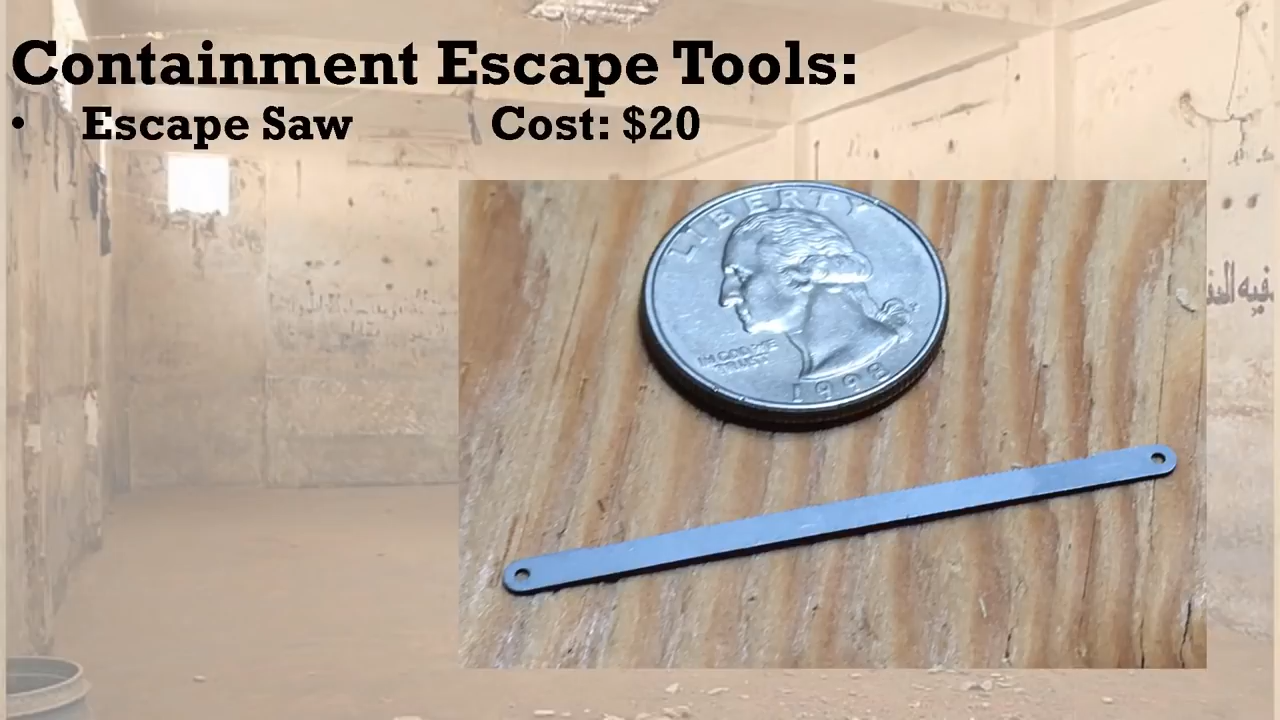 Containment Escape Tools:
• Escape Saw Cost: $20
LIBERTY
IN GOD WE
TRUST
1998